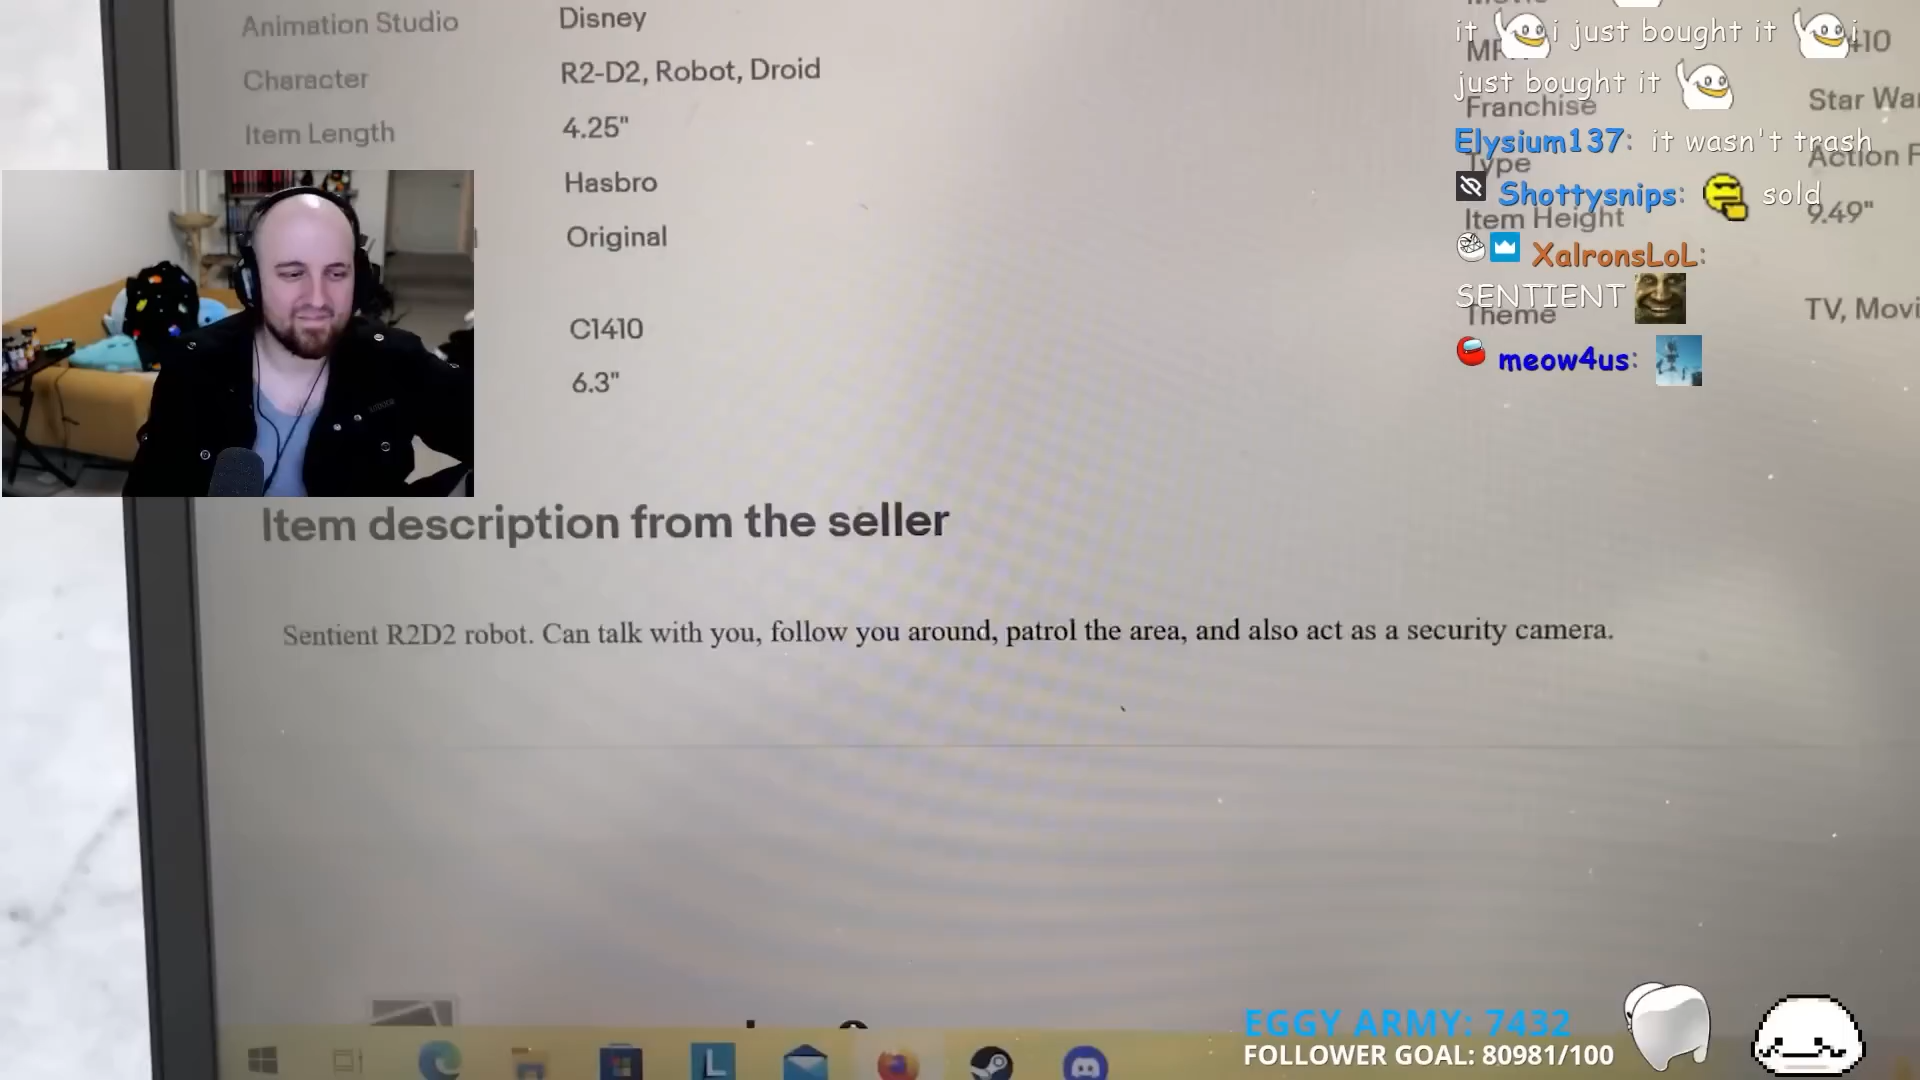 Animation Studio Disney
Character R2-D2, Robot, Droid
Item Length 4.25"
Hasbro
Original
C1410
6.3"
Franchise Star War
Type Action F
Item Height 9.49"
Theme TV, Movi
it i just bought it i
just bought it
Elysium137: it wasn't trash
Shottysnips: sold
XalronsLoL:
SENTIENT
meow4us:
Item description from the seller
Sentient R2D2 robot. Can talk with you, follow you around, patrol the area, and also act as a security camera.
EGGY ARMY: 7432
FOLLOWER GOAL: 80981/100